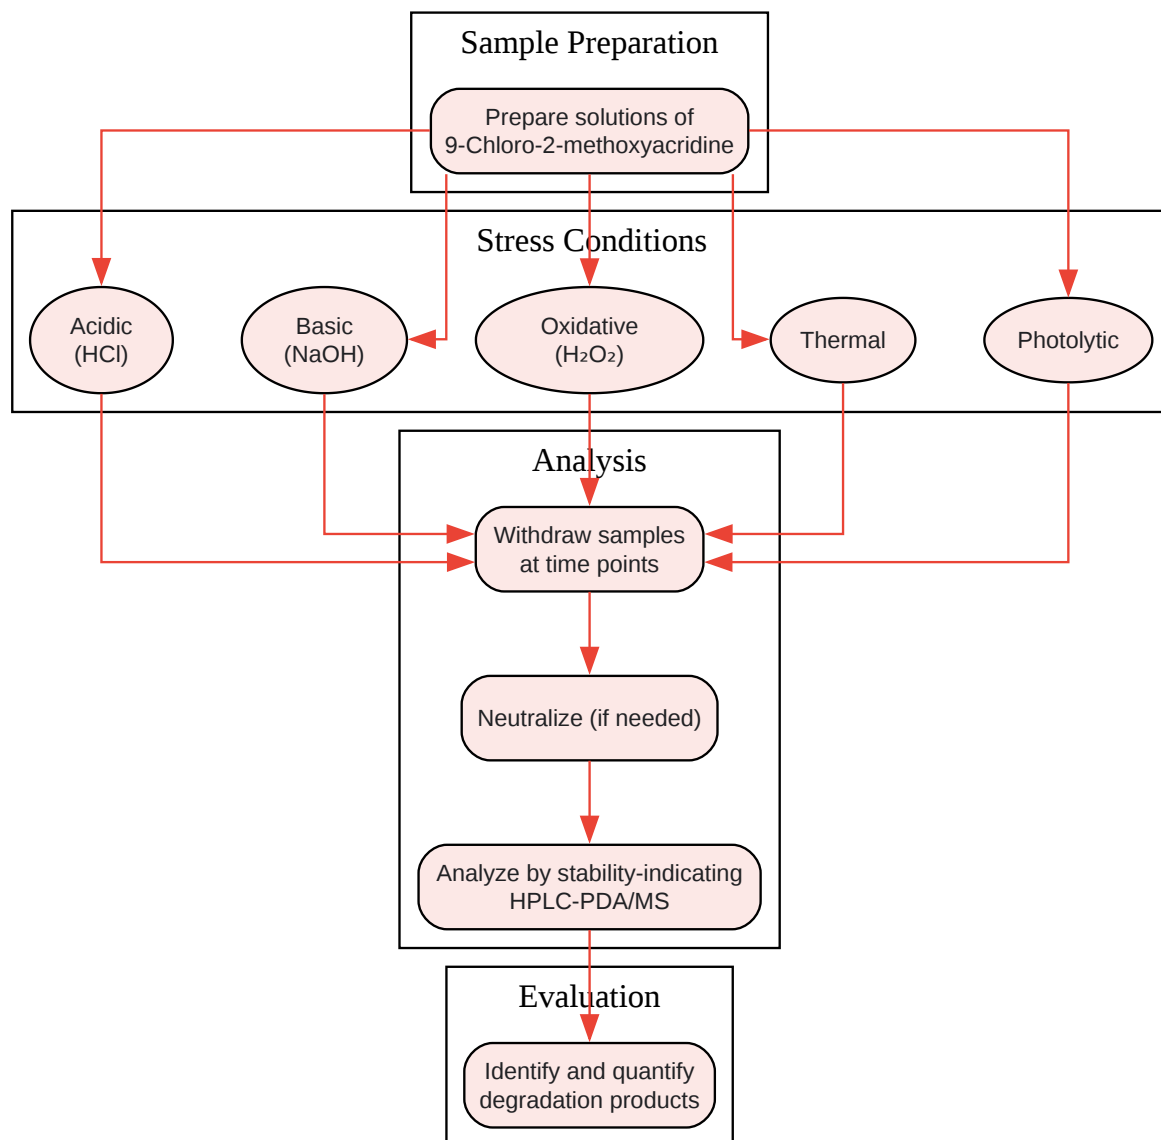 Sample Preparation
Prepare solutions of
9-Chloro-2-methoxyacridine
Stress Conditions
Acidic
(HCl)
Basic
(NaOH)
Oxidative
(H₂O₂)
Thermal
Photolytic
Analysis
Withdraw samples
at time points
Neutralize (if needed)
Analyze by stability-indicating
HPLC-PDA/MS
Evaluation
Identify and quantify
degradation products